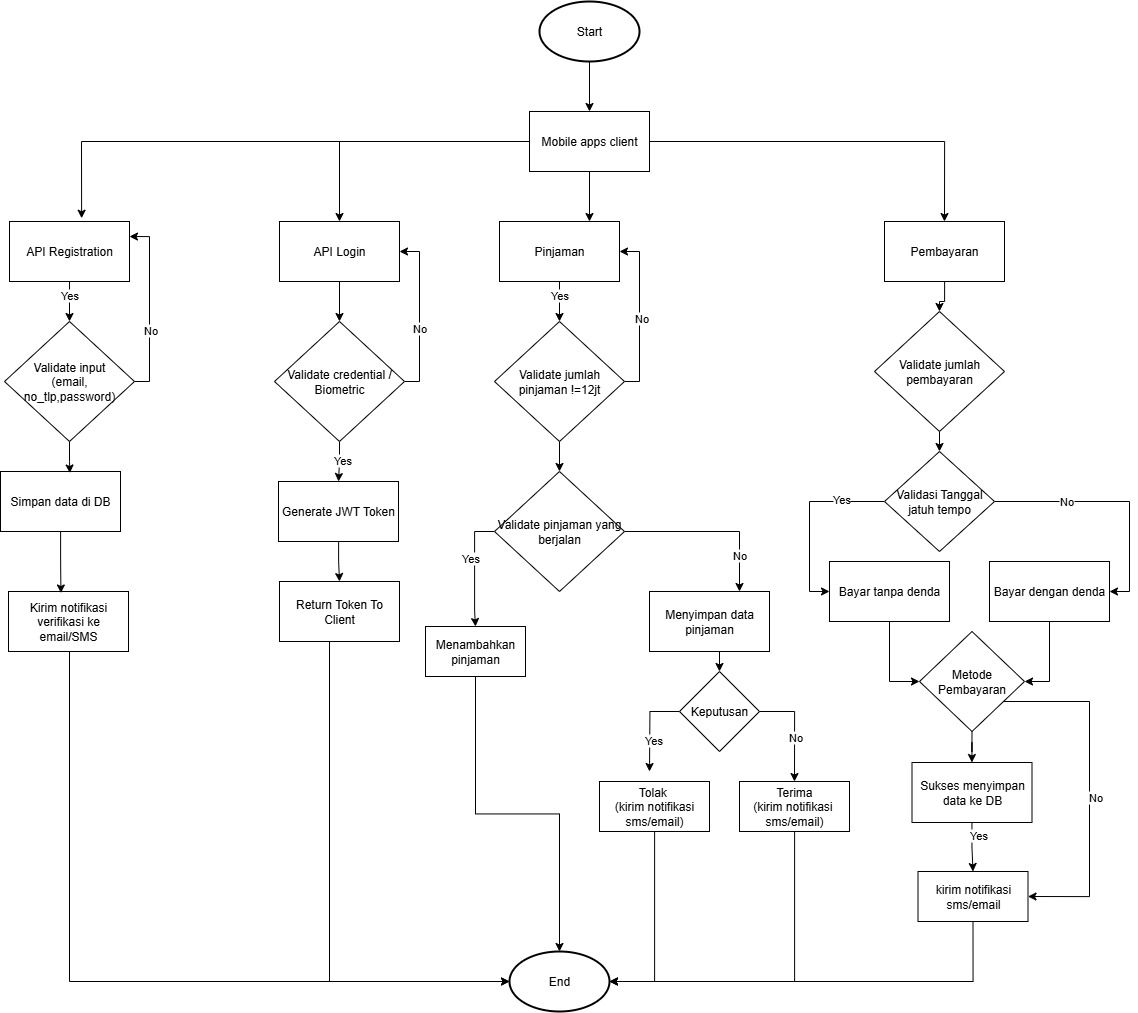 Start
Mobile apps client
API Registration
API Login
Pinjaman
Pembayaran
Yes
Yes
No
No
No
Validate input
(email,
no_tlp,password)
Validate credential /
Biometric
Validate jumlah
pinjaman !=12jt
Validate jumlah
pembayaran
Yes
Simpan data di DB
Generate JWT Token
Validate pinjaman yang
berjalan
Yes
Validasi Tanggal
jatuh tempo
No
Yes
No
Kirim notifikasi
verifikasi ke
email/SMS
Return Token To
Client
Menambahkan
pinjaman
Menyimpan data
pinjaman
Bayar tanpa denda
Bayar dengan denda
Metode
Pembayaran
Keputusan
Yes
No
Tolak
(kirim notifikasi
sms/email)
Terima
(kirim notifikasi
sms/email)
Sukses menyimpan
data ke DB
No
Yes
kirim notifikasi
sms/email
End